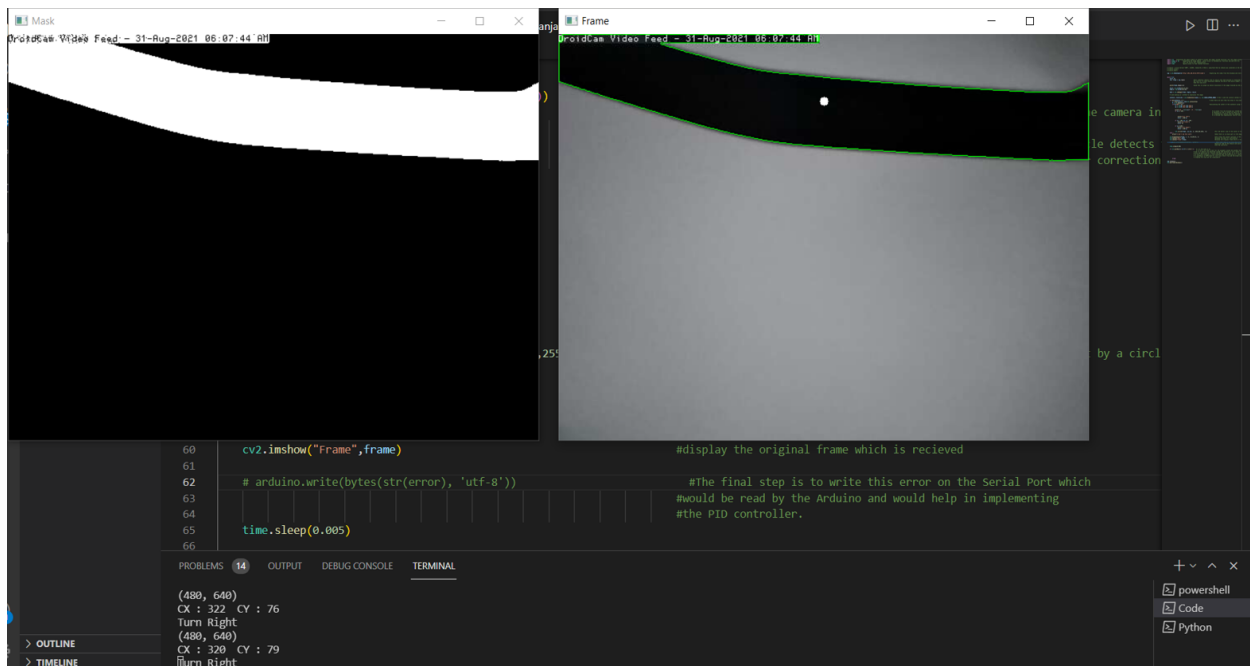 Mask
DroidCam Video Feed - 31-Aug-2021 06:07:44 AM
anja
Frame
DroidCam Video Feed - 31-Aug-2021 06:07:44 AM
))
e camera in
le detects
correction
,255
by a circl
60 cv2.imshow("Frame",frame) #display the original frame which is recieved
61
62 # arduino.write(bytes(str(error), 'utf-8')) #The final step is to write this error on the Serial Port which
63 #would be read by the Arduino and would help in implementing
64 #the PID controller.
65 time.sleep(0.005)
66
PROBLEMS 14 OUTPUT DEBUG CONSOLE TERMINAL
(480, 640)
CX : 322 CY : 76
Turn Right
(480, 640)
CX : 320 CY : 79
Turn Right
powershell
Code
Python
OUTLINE
TIMELINE